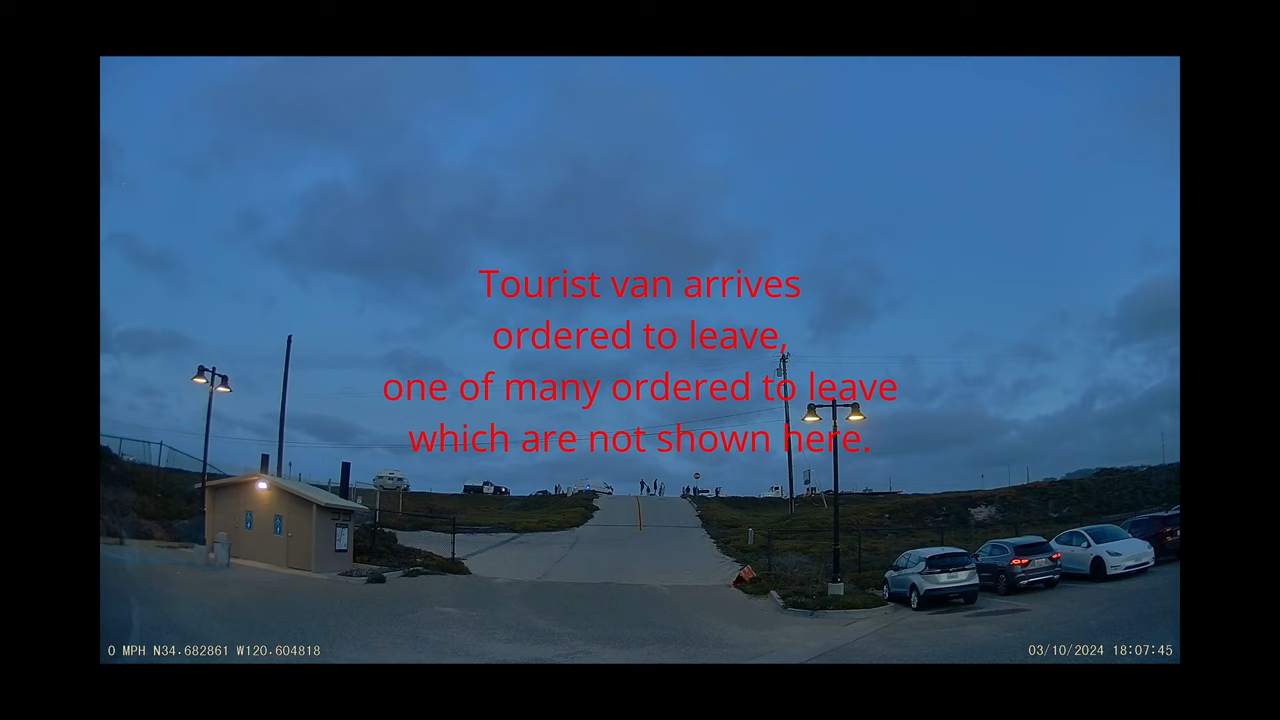 Tourist van arrives
ordered to leave,
one of many ordered to leave
which are not shown here.
0 MPH N34.682861 W120.604818
03/10/2024 18:07:45